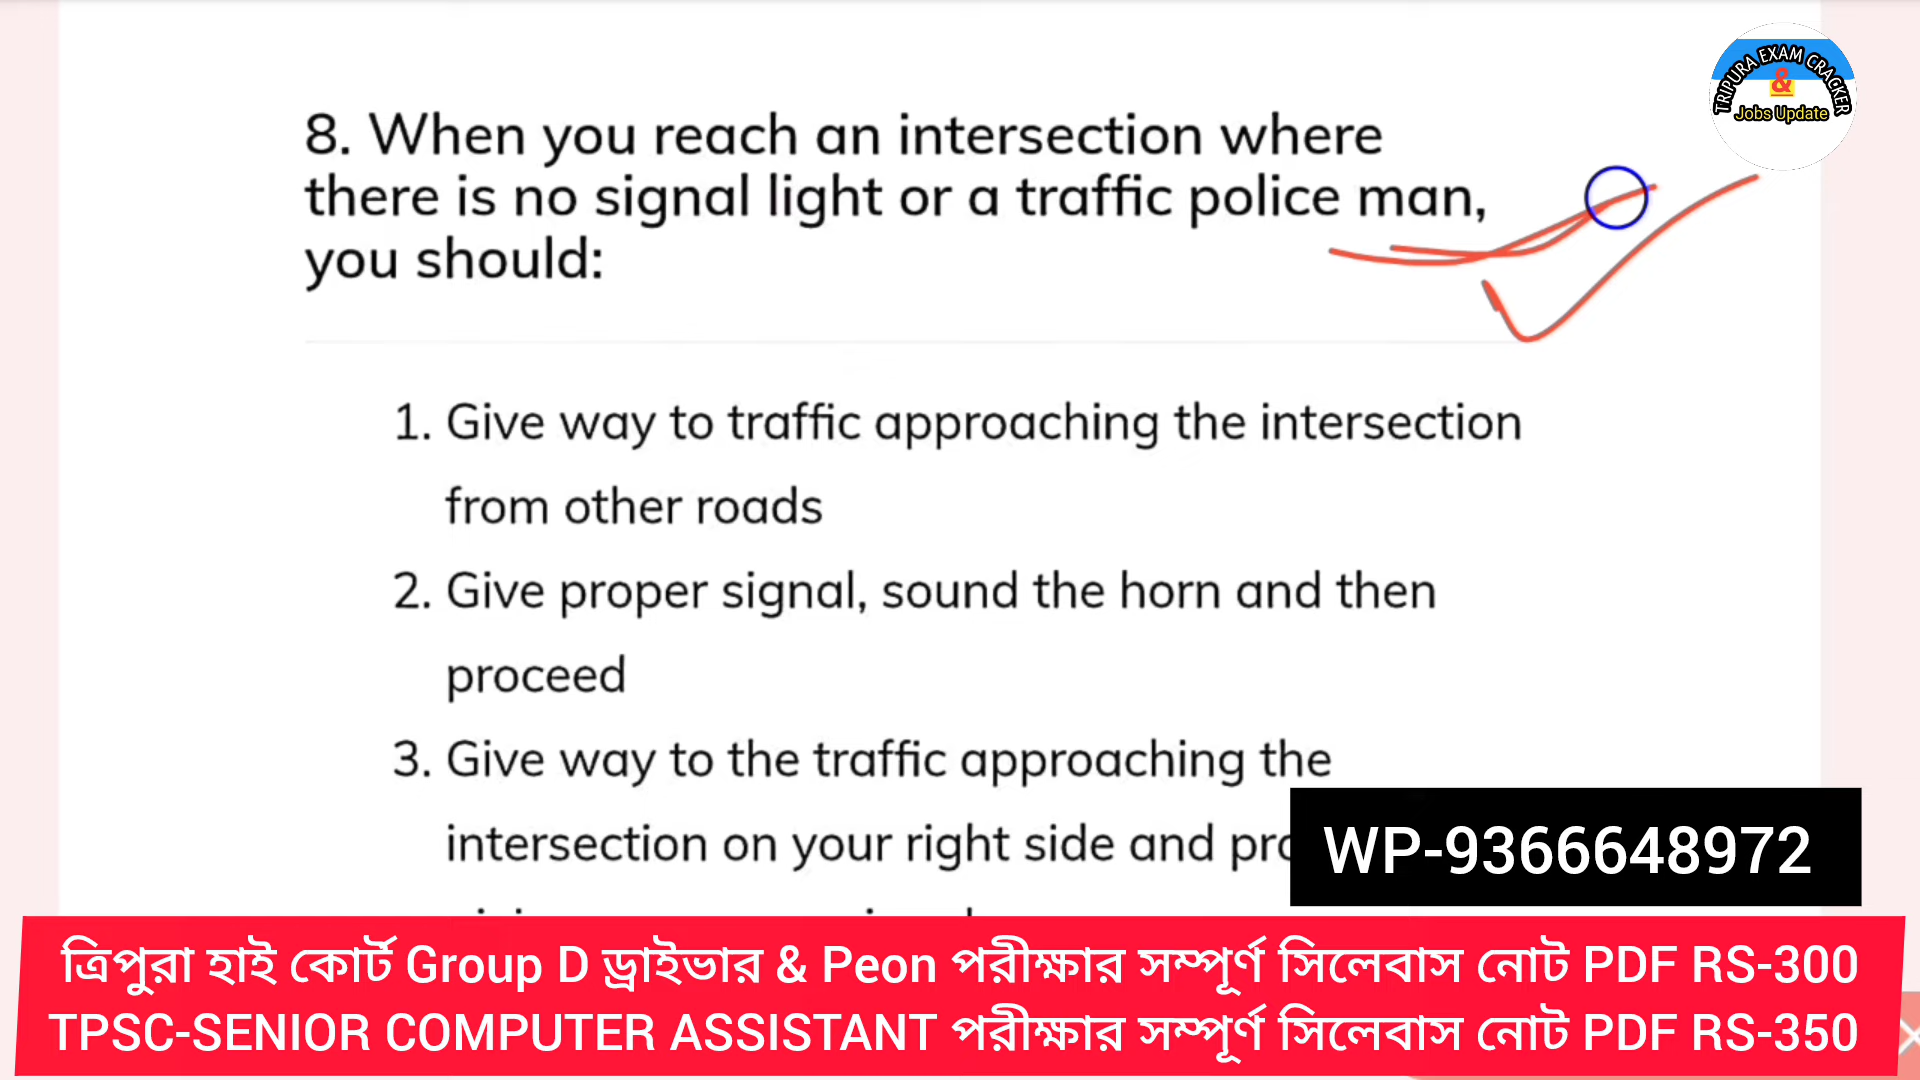 TRIPURA EXAM CRACKER
&
Jobs Update
8. When you reach an intersection where
there is no signal light or a traffic police man,
you should:
1. Give way to traffic approaching the intersection
from other roads
2. Give proper signal, sound the horn and then
proceed
3. Give way to the traffic approaching the
intersection on your right side and
WP-9366648972
ত্রিপুরা হাই কোর্ট Group D ড্রাইভার & Peon পরীক্ষার সম্পূর্ণ সিলেবাস নোট PDF RS-300
TPSC-SENIOR COMPUTER ASSISTANT পরীক্ষার সম্পূর্ণ সিলেবাস নোট PDF RS-350